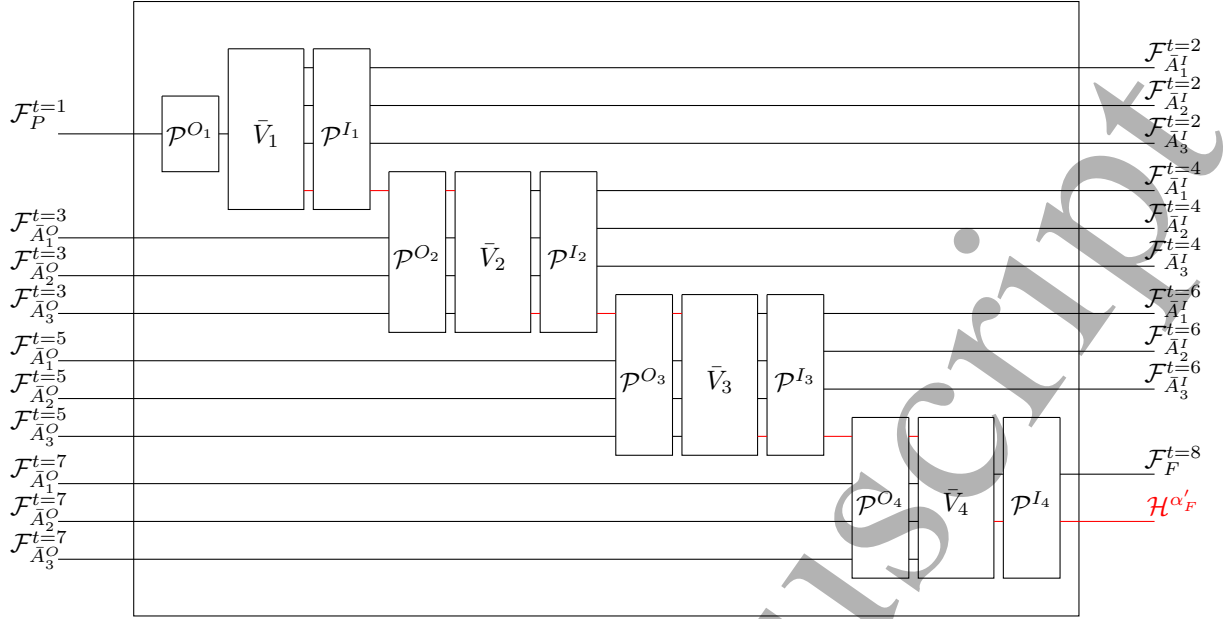 𝓕_{Ā_1^I}^{t=2}
𝓕_{Ā_2^I}^{t=2}
𝓕_P^{t=1} 𝓟^{O_1} V̄_1 𝓟^{I_1} 𝓕_{Ā_3^I}^{t=2}
𝓕_{Ā_1^I}^{t=4}
𝓕_{Ā_1^O}^{t=3} 𝓕_{Ā_2^I}^{t=4}
𝓕_{Ā_2^O}^{t=3} 𝓟^{O_2} V̄_2 𝓟^{I_2} 𝓕_{Ā_3^I}^{t=4}
𝓕_{Ā_3^O}^{t=3} 𝓕_{Ā_1^I}^{t=6}
𝓕_{Ā_1^O}^{t=5} 𝓕_{Ā_2^I}^{t=6}
𝓕_{Ā_2^O}^{t=5} 𝓟^{O_3} V̄_3 𝓟^{I_3} 𝓕_{Ā_3^I}^{t=6}
𝓕_{Ā_3^O}^{t=5}
𝓕_{Ā_1^O}^{t=7} 𝓕_F^{t=8}
𝓕_{Ā_2^O}^{t=7} 𝓟^{O_4} V̄_4 𝓟^{I_4} 𝓗^{α'_F}
𝓕_{Ā_3^O}^{t=7}
uscript